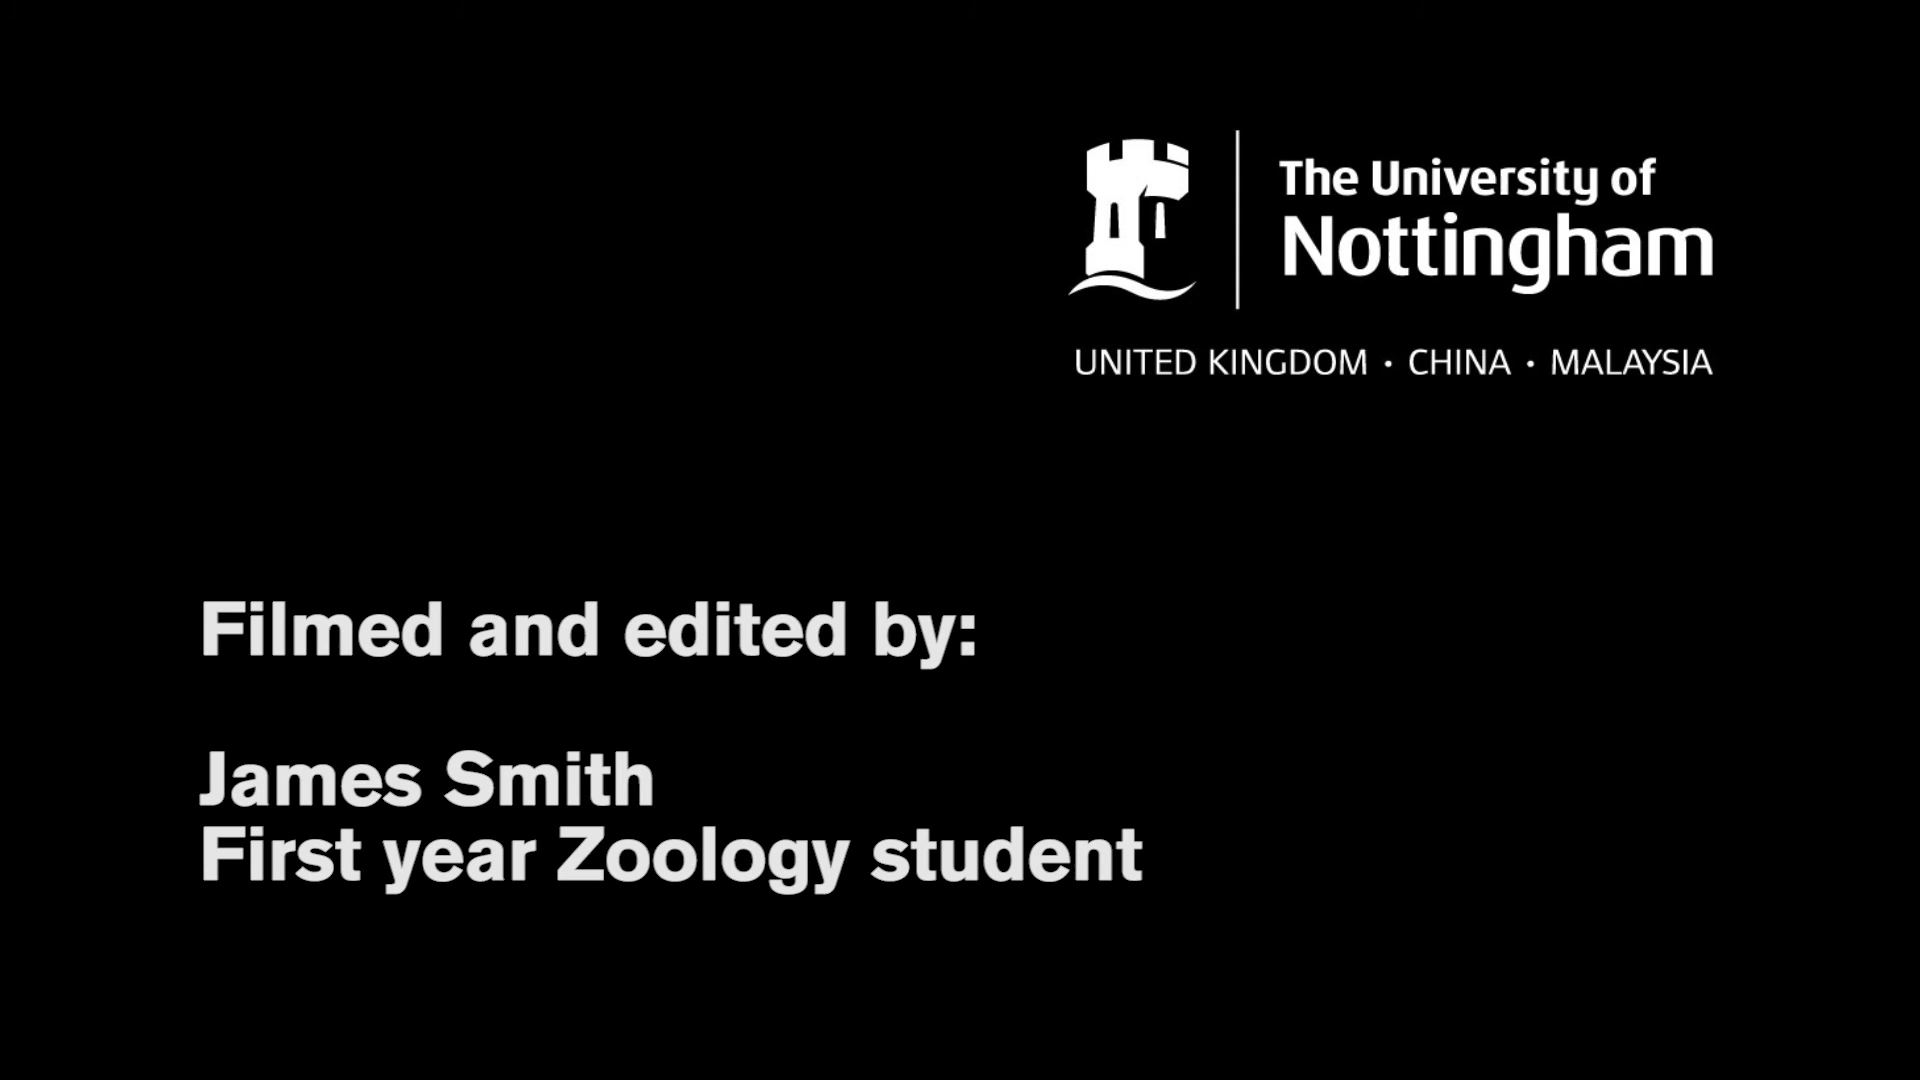 The University of
Nottingham
UNITED KINGDOM • CHINA • MALAYSIA
Filmed and edited by:
James Smith
First year Zoology student